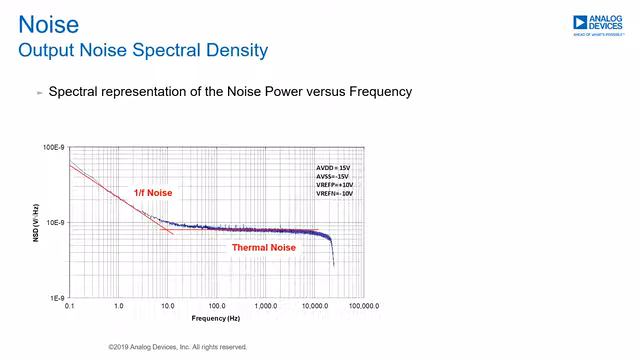 Noise
Output Noise Spectral Density
ANALOG
DEVICES
AHEAD OF WHAT'S POSSIBLE™
Spectral representation of the Noise Power versus Frequency
100E-9
10E-9
1E-9
NSD (V/√Hz)
AVDD = 15V
AVSS=-15V
VREFP=+10V
VREFN=-10V
1/f Noise
Thermal Noise
0.1 1.0 10.0 100.0 1,000.0 10,000.0 100,000.0
Frequency (Hz)
©2019 Analog Devices, Inc. All rights reserved.